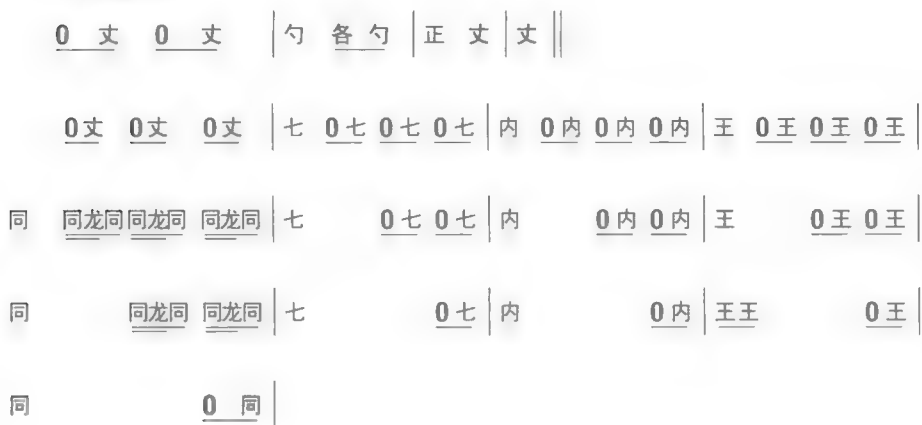 0 丈 0 丈 | 勺 各 勺 | 正 丈 | 丈 ‖
0丈 0丈 0丈 | 七 0七 0七 0七 | 内 0内 0内 0内 | 王 0王 0王 0王 |
同 同龙同 同龙同 同龙同 | 七 0七 0七 | 内 0内 0内 | 王 0王 0王 |
同 同龙同 同龙同 | 七 0七 | 内 0内 | 王王 0王 |
同 0 同 |